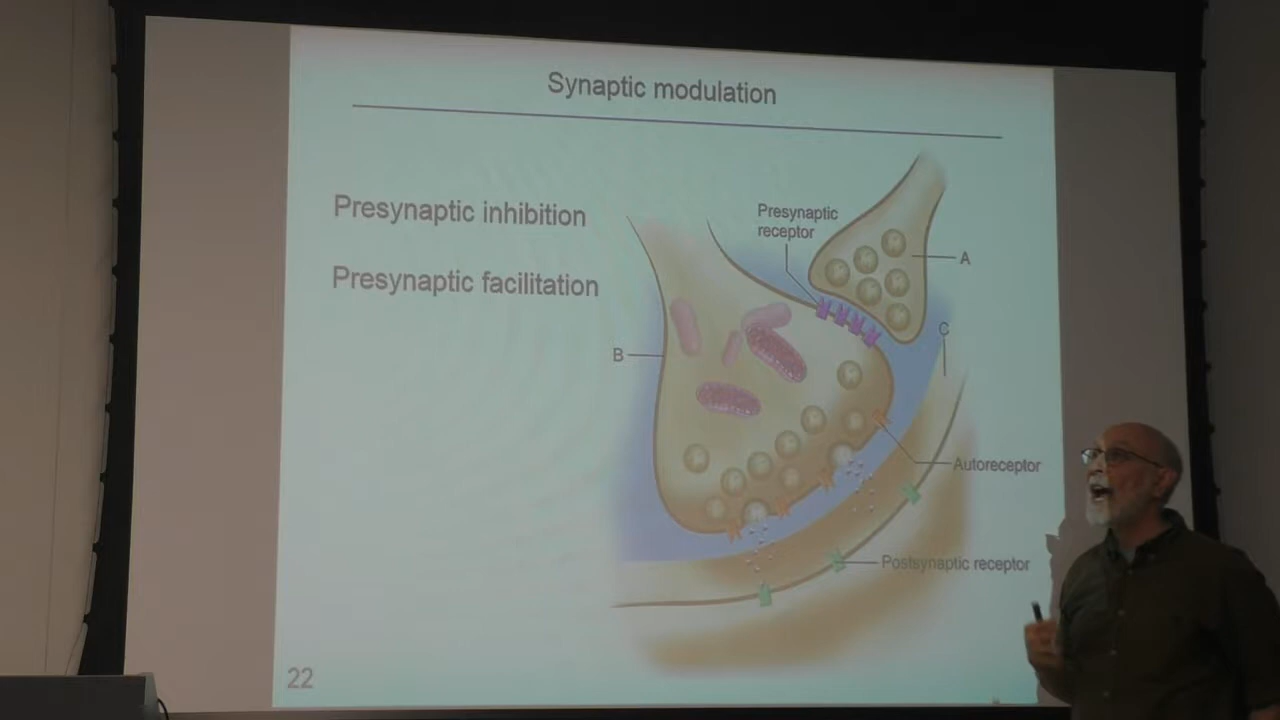 Synaptic modulation
Presynaptic inhibition
Presynaptic facilitation
Presynaptic
receptor
A
C
B
Autoreceptor
Postsynaptic receptor
22